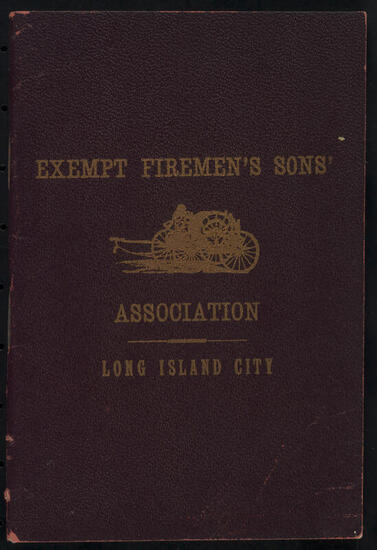 EXEMPT FIREMEN'S SONS'
ASSOCIATION
LONG ISLAND CITY